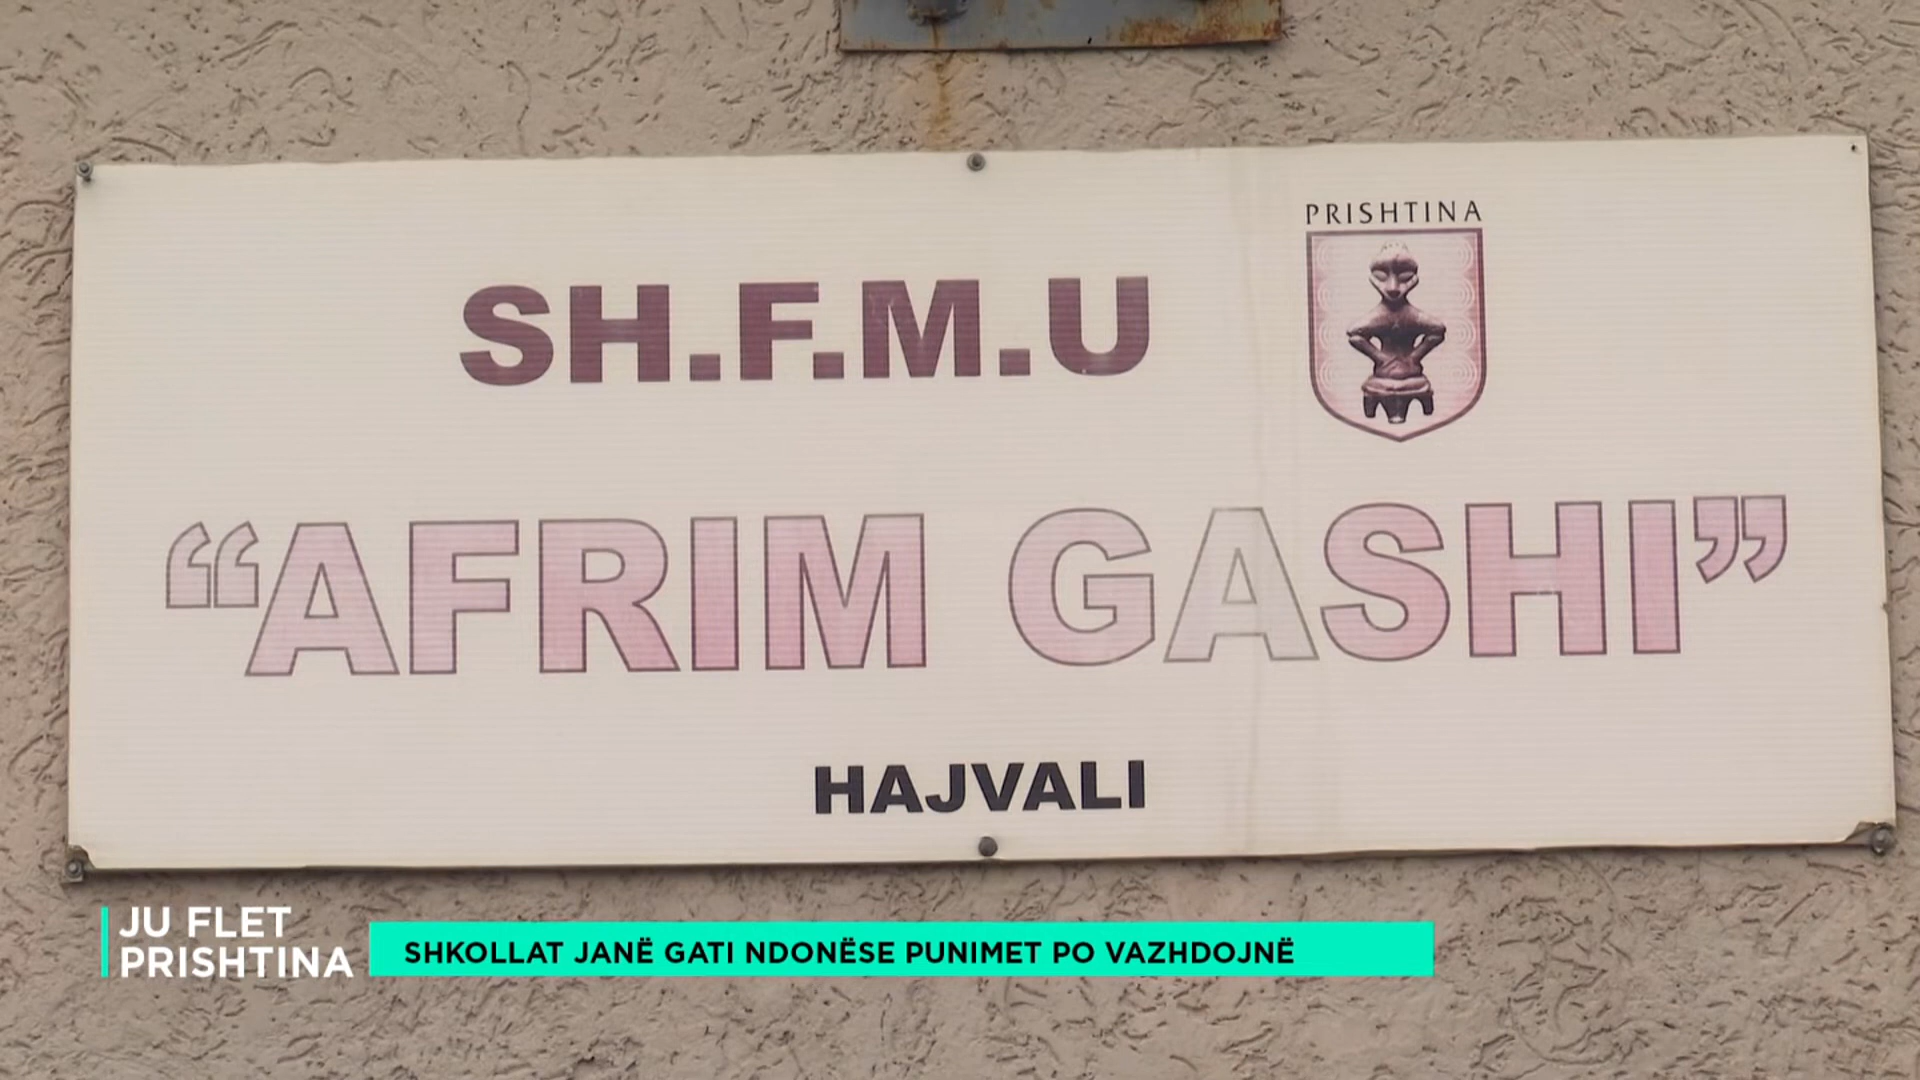 PRISHTINA
SH.F.M.U
“AFRIM GASHI”
HAJVALI
JU FLET
PRISHTINA
SHKOLLAT JANË GATI NDONËSE PUNIMET PO VAZHDOJNË